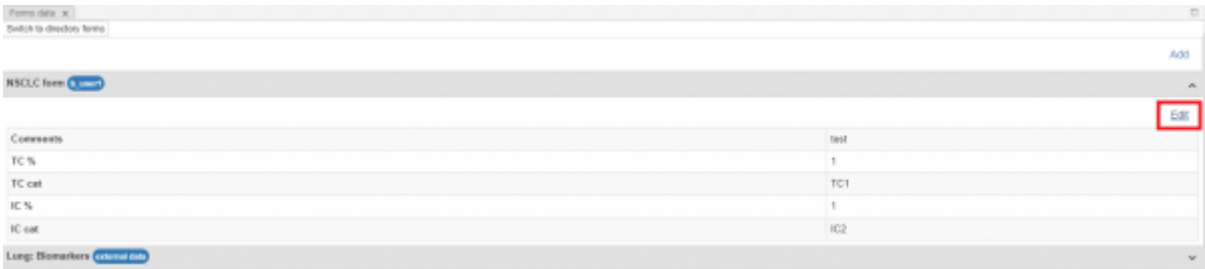 Forms data ×
Switch to directory forms
Add
NSCLC form
Edit
Comments test
TC % 1
TC cat TC1
IC % 1
IC cat IC2
Lung: Biomarkers external data